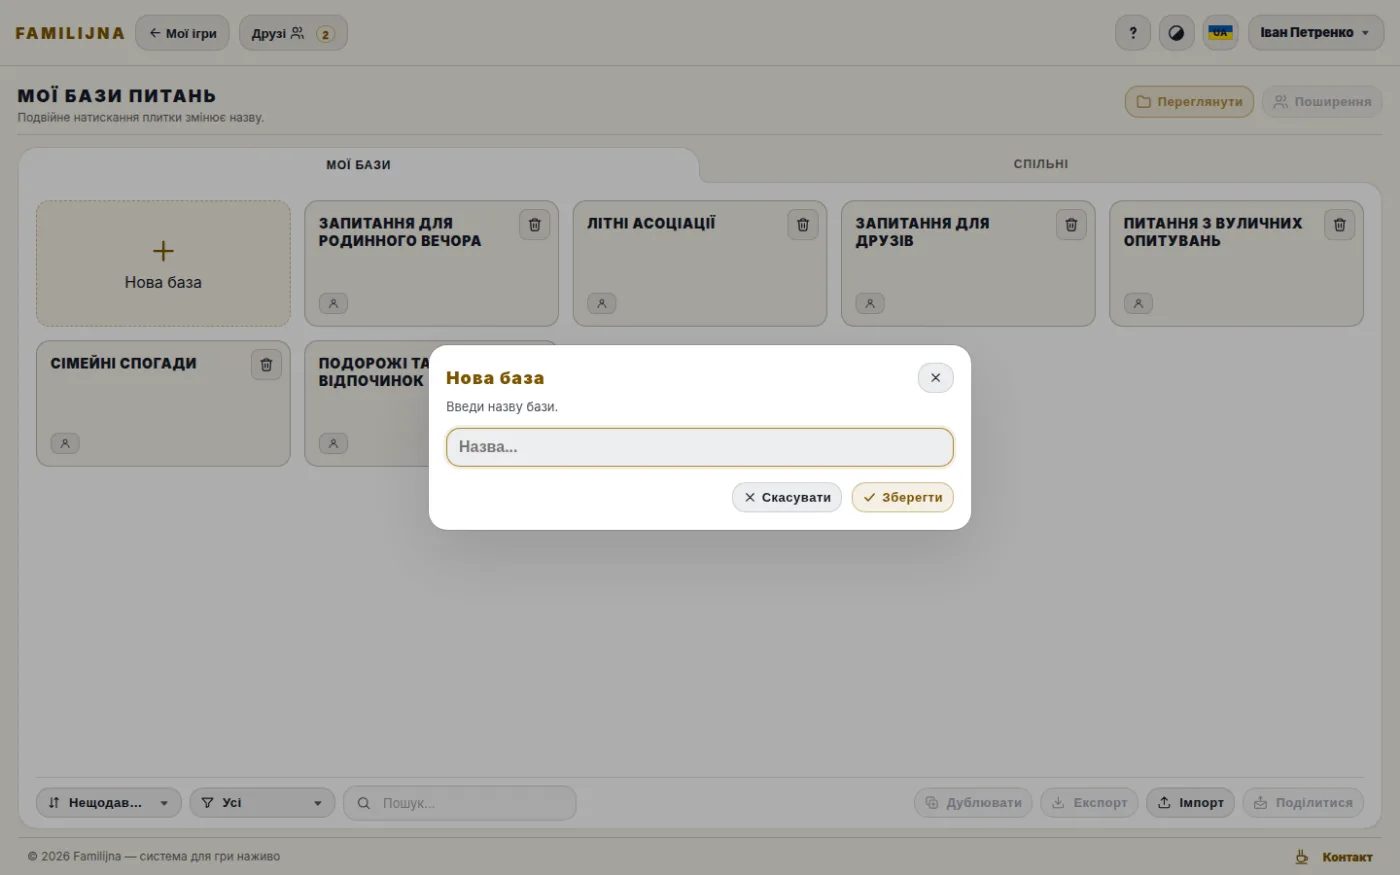 FAMILIJNA
Мої ігри
Друзі
2
?
UA
Іван Петренко
МОЇ БАЗИ ПИТАНЬ
Подвійне натискання плитки змінює назву.
Переглянути
Поширення
МОЇ БАЗИ
СПІЛЬНІ
Нова база
ЗАПИТАННЯ ДЛЯ
РОДИННОГО ВЕЧОРА
ЛІТНІ АСОЦІАЦІЇ
ЗАПИТАННЯ ДЛЯ
ДРУЗІВ
ПИТАННЯ З ВУЛИЧНИХ
ОПИТУВАНЬ
СІМЕЙНІ СПОГАДИ
ПОДОРОЖІ ТА
ВІДПОЧИНОК
Нова база
Введи назву бази.
Назва...
Скасувати
Зберегти
Нещодав...
Усі
Пошук...
Дублювати
Експорт
Імпорт
Поділитися
© 2026 Familijna — система для гри наживо
Контакт